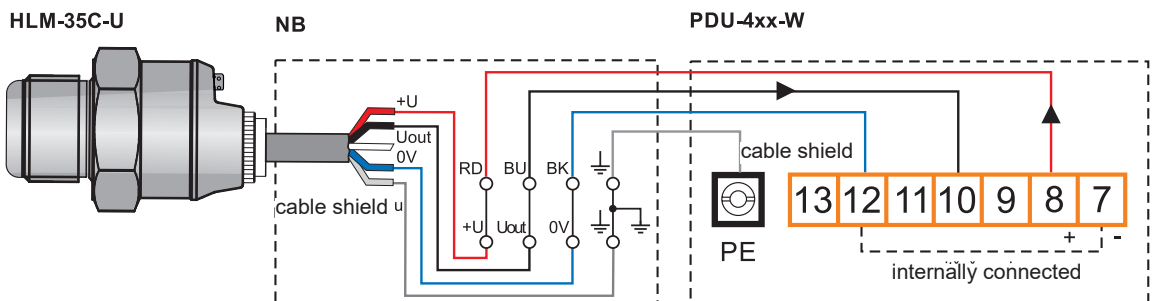 HLM-35C-U
NB
PDU-4xx-W
+U
Uout
0V
cable shield u
RD BU BK
+U Uout 0V
cable shield
PE
13 12 11 10 9 8 7
+ -
internally connected